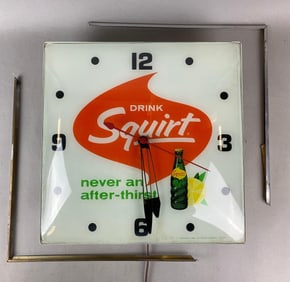 12
DRINK
Squirt
9
3
never an
after-thirst
6